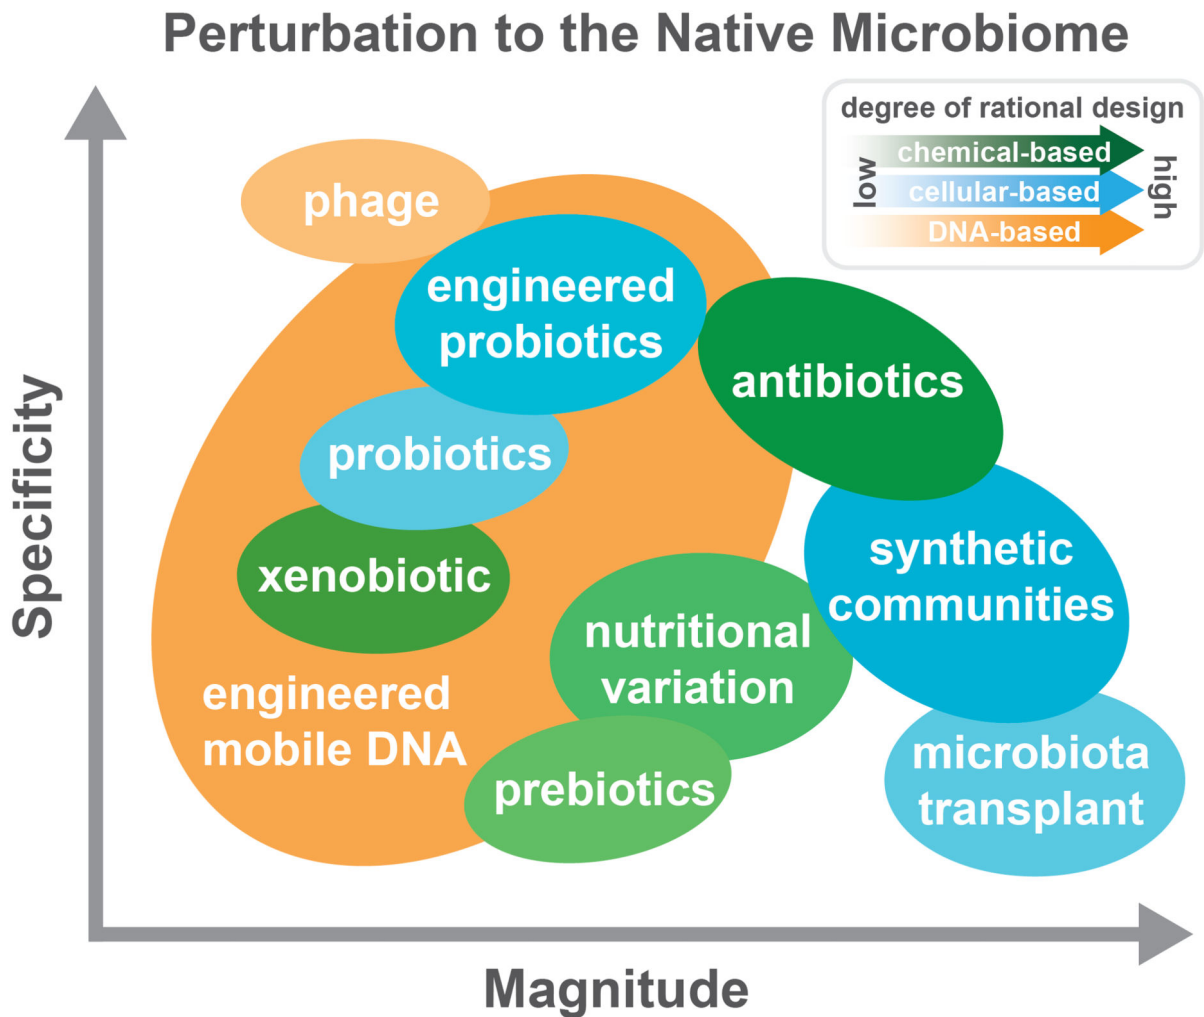 Perturbation to the Native Microbiome
degree of rational design
low
chemical-based
cellular-based
DNA-based
high
phage
engineered
probiotics
antibiotics
probiotics
synthetic
communities
xenobiotic
nutritional
variation
engineered
mobile DNA
prebiotics
microbiota
transplant
Specificity
Magnitude